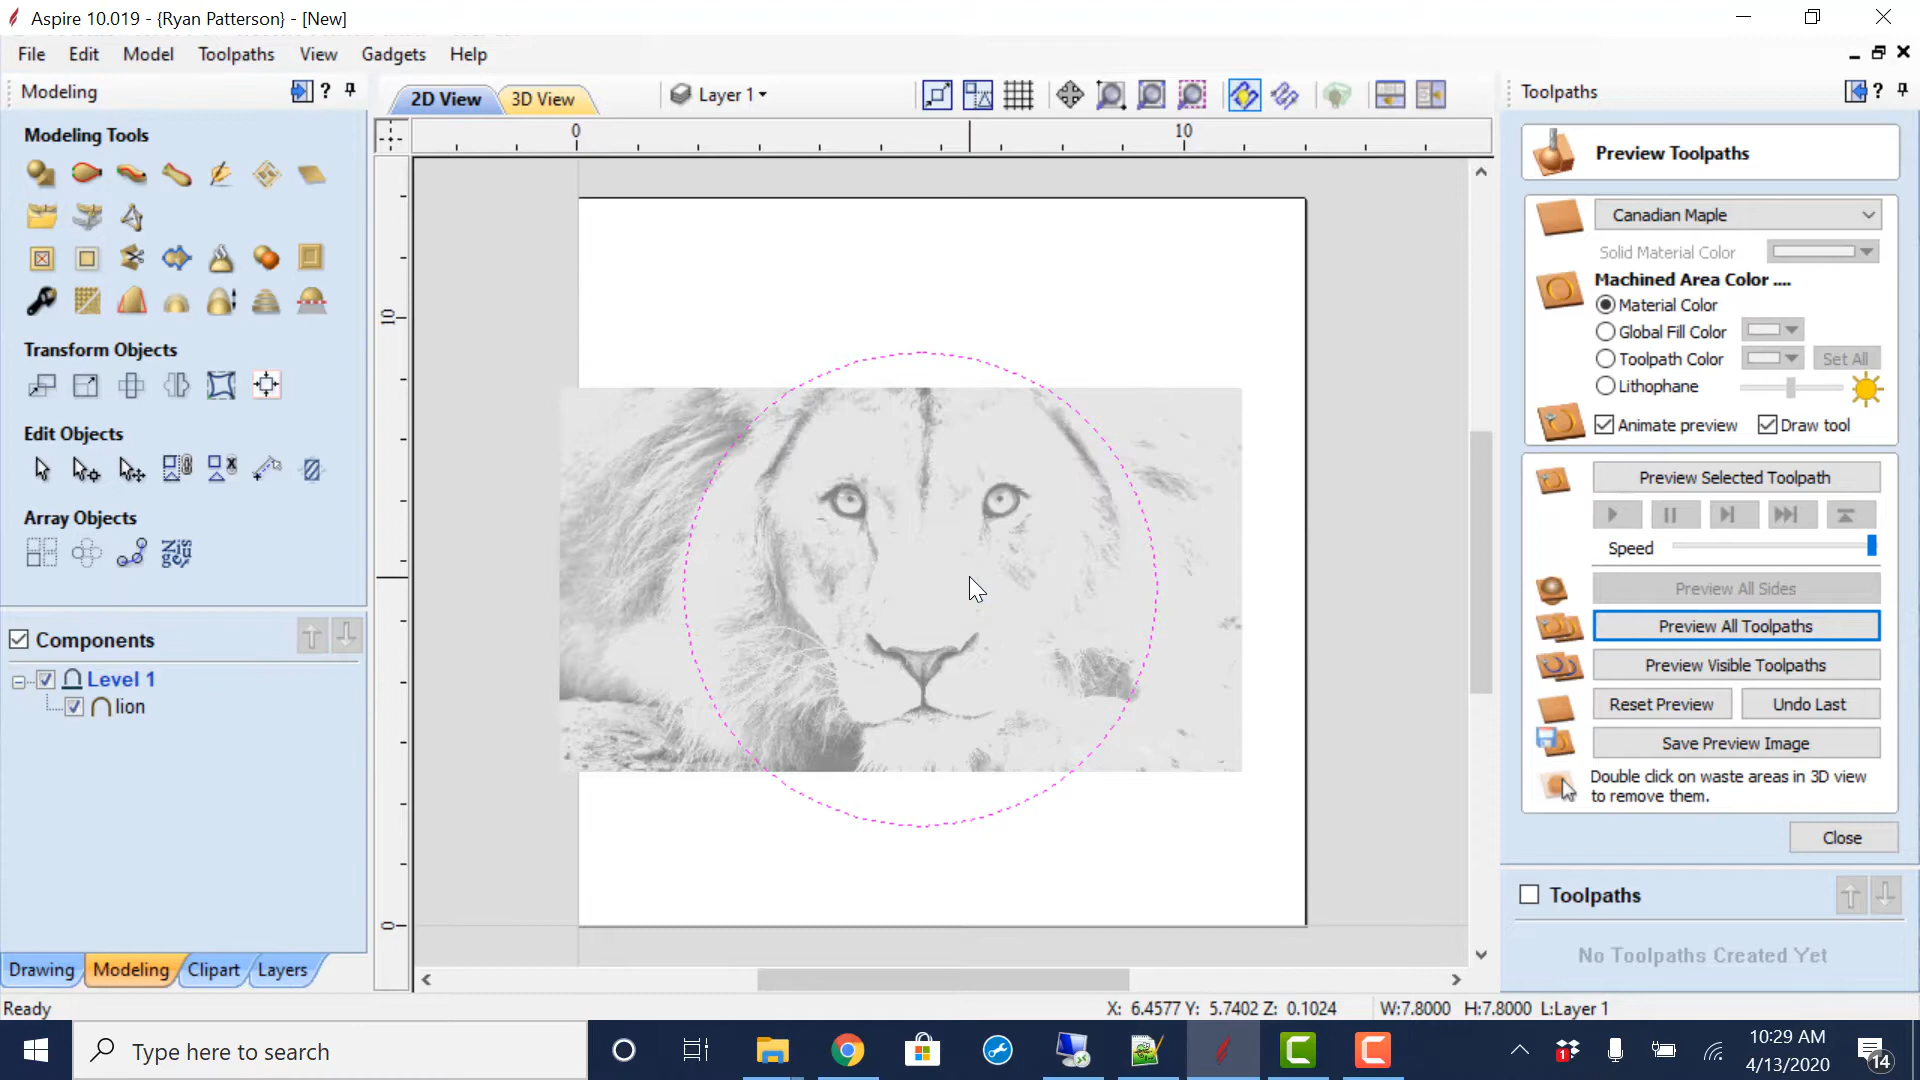 Aspire 10.019 - {Ryan Patterson} - [New]
File Edit Model Toolpaths View Gadgets Help
Modeling ?
2D View 3D View Layer 1
Toolpaths ?
Modeling Tools
0 10
Preview Toolpaths
Canadian Maple
Solid Material Color
Machined Area Color ....
Material Color
Global Fill Color
Toolpath Color Set All
Lithophane
Animate preview Draw tool
10
Transform Objects
Edit Objects
Array Objects
Preview Selected Toolpath
Speed
Preview All Sides
Preview All Toolpaths
Preview Visible Toolpaths
Reset Preview Undo Last
Save Preview Image
Double click on waste areas in 3D view
to remove them.
Close
Components
Level 1
lion
0
Toolpaths
No Toolpaths Created Yet
Drawing Modeling Clipart Layers
Ready X: 6.4577 Y: 5.7402 Z: 0.1024 W:7.8000 H:7.8000 L:Layer 1
Type here to search
1
10:29 AM
4/13/2020
14